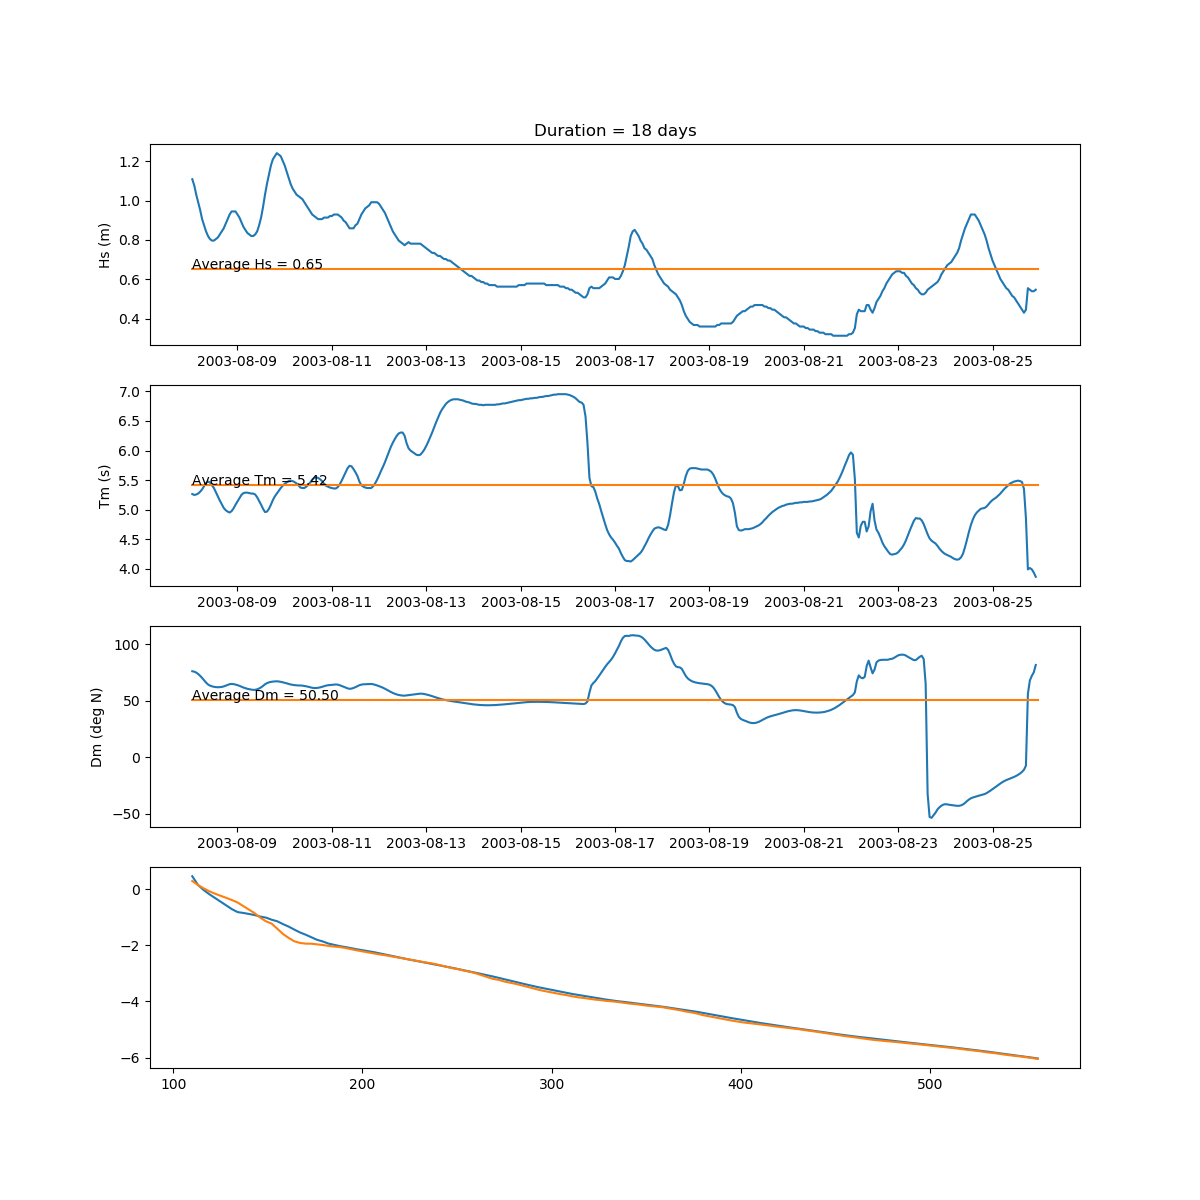 Duration = 18 days
1.2
1.0
0.8
0.6
0.4
Hs (m)
Average Hs = 0.65
2003-08-09 2003-08-11 2003-08-13 2003-08-15 2003-08-17 2003-08-19 2003-08-21 2003-08-23 2003-08-25
7.0
6.5
6.0
5.5
5.0
4.5
4.0
Tm (s)
Average Tm = 5.42
2003-08-09 2003-08-11 2003-08-13 2003-08-15 2003-08-17 2003-08-19 2003-08-21 2003-08-23 2003-08-25
100
50
0
−50
Dm (deg N)
Average Dm = 50.50
2003-08-09 2003-08-11 2003-08-13 2003-08-15 2003-08-17 2003-08-19 2003-08-21 2003-08-23 2003-08-25
0
−2
−4
−6
100 200 300 400 500